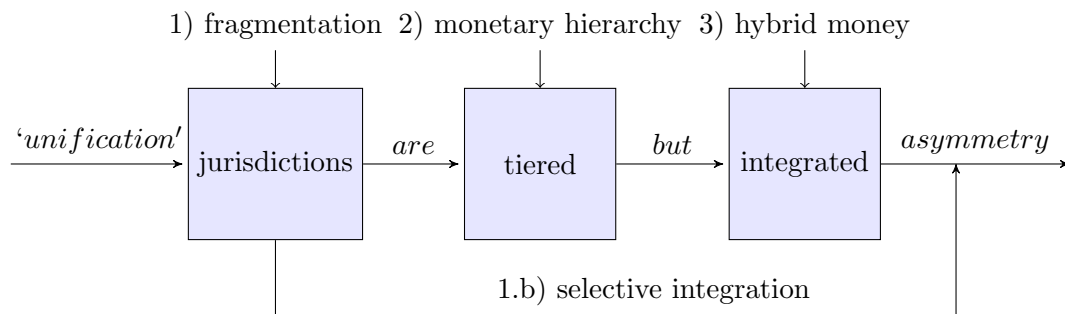 1) fragmentation 2) monetary hierarchy 3) hybrid money
‘unification′ jurisdictions are tiered but integrated asymmetry
1.b) selective integration